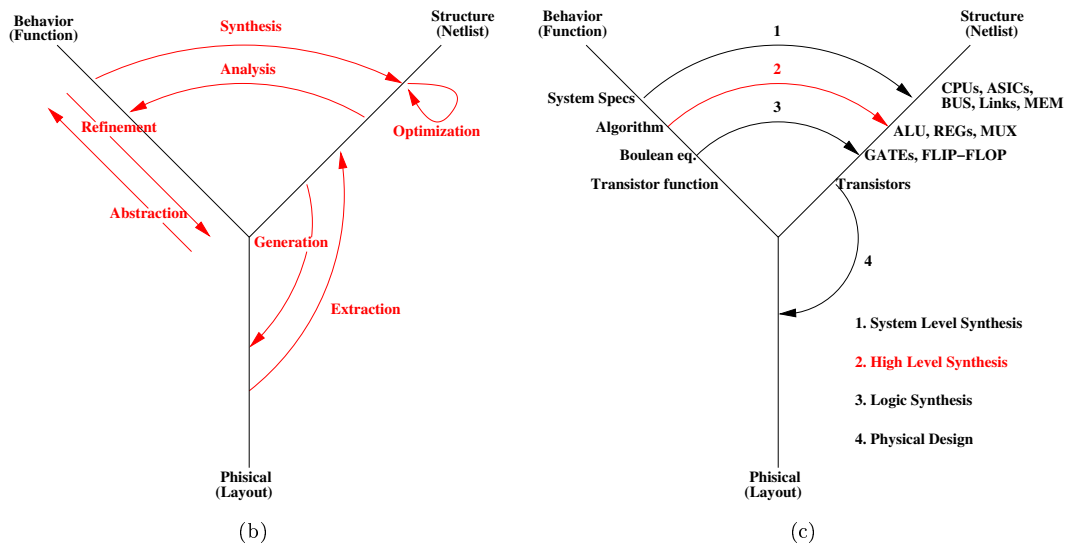 Behavior
(Function)
Structure
(Netlist)
Synthesis
Analysis
Optimization
Refinement
Abstraction
Generation
Extraction
Phisical
(Layout)
(b)
Behavior
(Function)
Structure
(Netlist)
1
2
3
System Specs
Algorithm
Boulean eq.
Transistor function
CPUs, ASICs,
BUS, Links, MEM
ALU, REGs, MUX
GATEs, FLIP-FLOP
Transistors
4
1. System Level Synthesis
2. High Level Synthesis
3. Logic Synthesis
4. Physical Design
Phisical
(Layout)
(c)